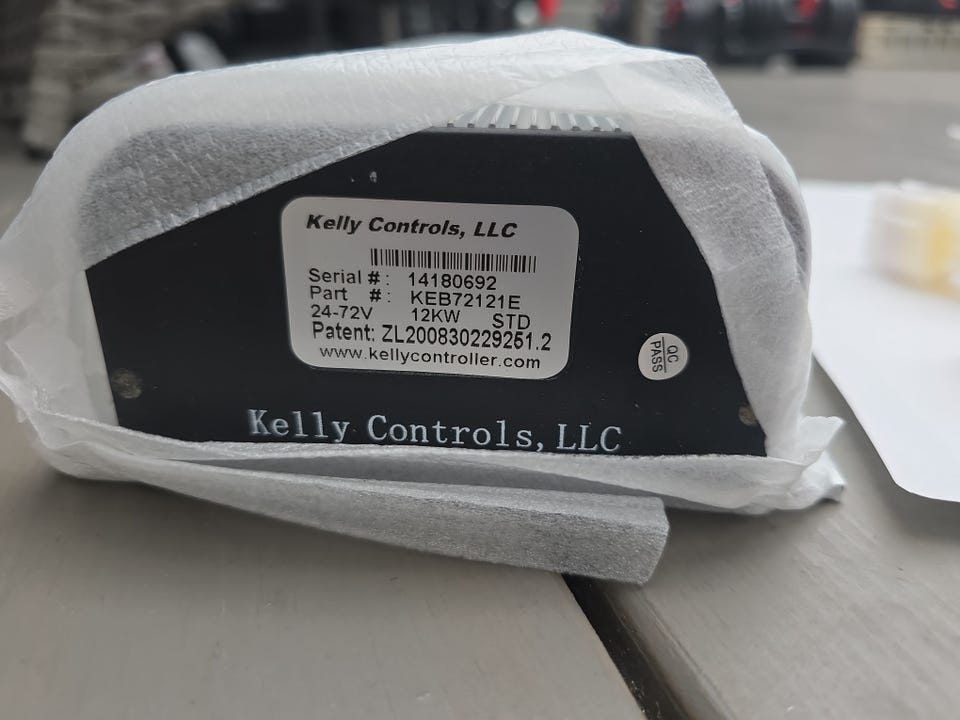 Kelly Controls, LLC
Serial # : 14180692
Part # : KEB72121E
24-72V 12KW STD
Patent: ZL200830229251.2
www.kellycontroller.com
QC
PASS
Kelly Controls, LLC